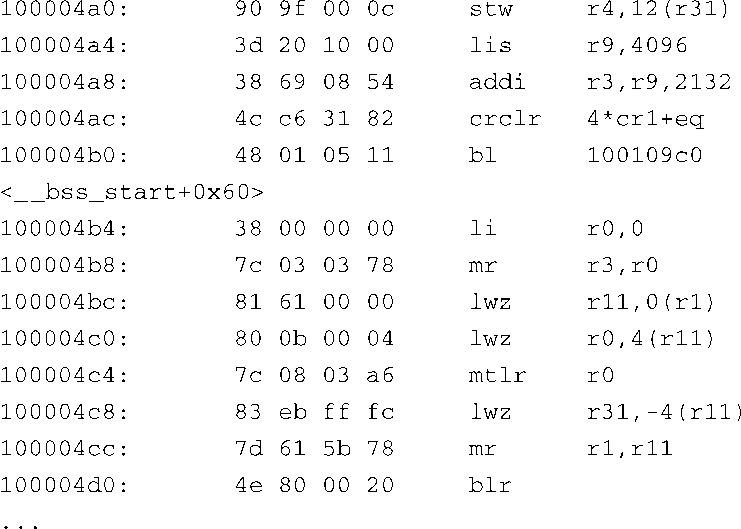 100004a0: 90 9f 00 0c stw r4,12(r31)
100004a4: 3d 20 10 00 lis r9,4096
100004a8: 38 69 08 54 addi r3,r9,2132
100004ac: 4c c6 31 82 crclr 4*cr1+eq
100004b0: 48 01 05 11 bl 100109c0
<__bss_start+0x60>
100004b4: 38 00 00 00 li r0,0
100004b8: 7c 03 03 78 mr r3,r0
100004bc: 81 61 00 00 lwz r11,0(r1)
100004c0: 80 0b 00 04 lwz r0,4(r11)
100004c4: 7c 08 03 a6 mtlr r0
100004c8: 83 eb ff fc lwz r31,-4(r11)
100004cc: 7d 61 5b 78 mr r1,r11
100004d0: 4e 80 00 20 blr
...